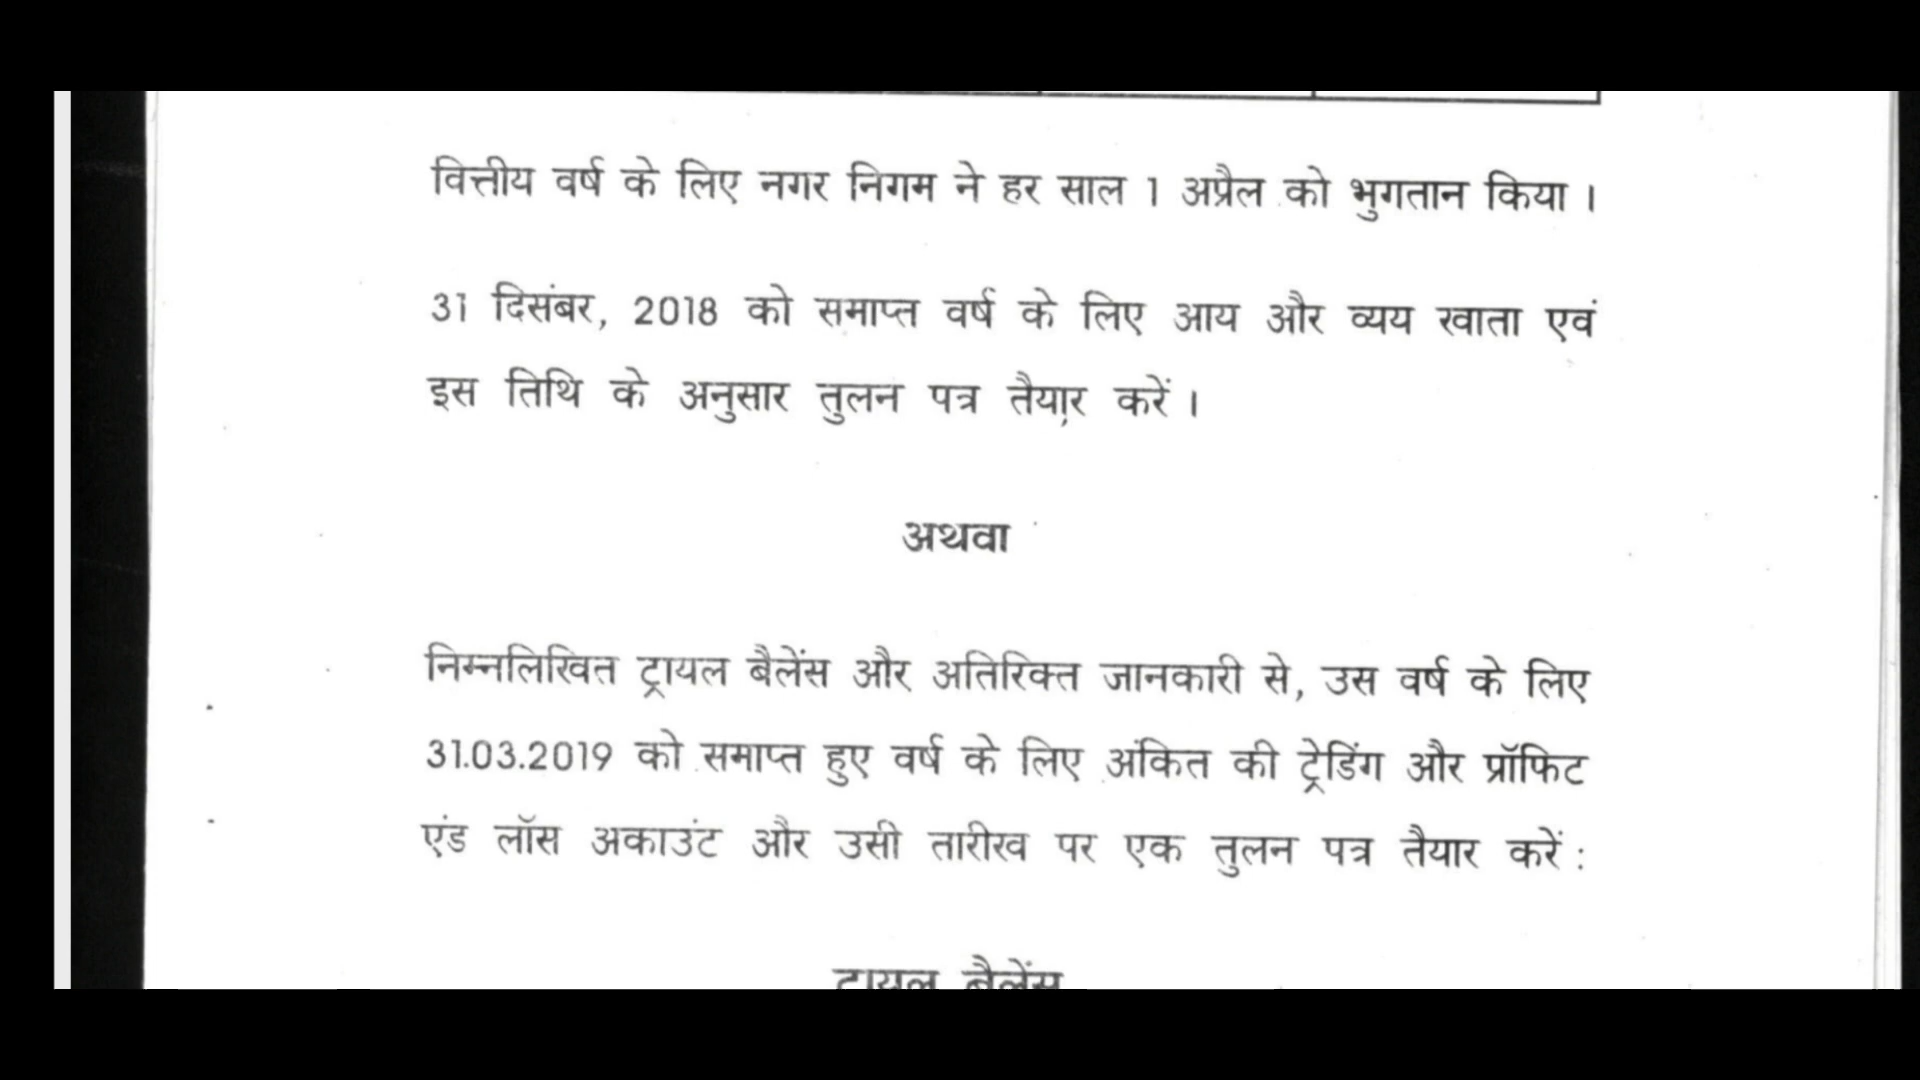 वित्तीय वर्ष के लिए नगर निगम ने हर साल 1 अप्रैल को भुगतान किया ।
31 दिसंबर, 2018 को समाप्त वर्ष के लिए आय और व्यय खाता एवं
इस तिथि के अनुसार तुलन पत्र तैयार करें ।
अथवा
निम्नलिखित ट्रायल बैलेंस और अतिरिक्त जानकारी से, उस वर्ष के लिए
31.03.2019 को समाप्त हुए वर्ष के लिए अंकित की ट्रेडिंग और प्रॉफिट
एंड लॉस अकाउंट और उसी तारीख पर एक तुलन पत्र तैयार करें :
ट्रायल बैलेंस